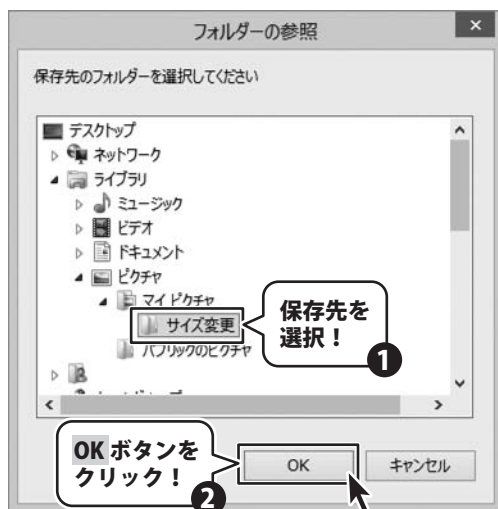 フォルダーの参照
保存先のフォルダーを選択してください
デスクトップ
ネットワーク
ライブラリ
ミュージック
ビデオ
ドキュメント
ピクチャ
マイ ピクチャ
サイズ変更
保存先を
選択！
❶
パブリックのピクチャ
OK ボタンを
クリック！
❷
OK
キャンセル